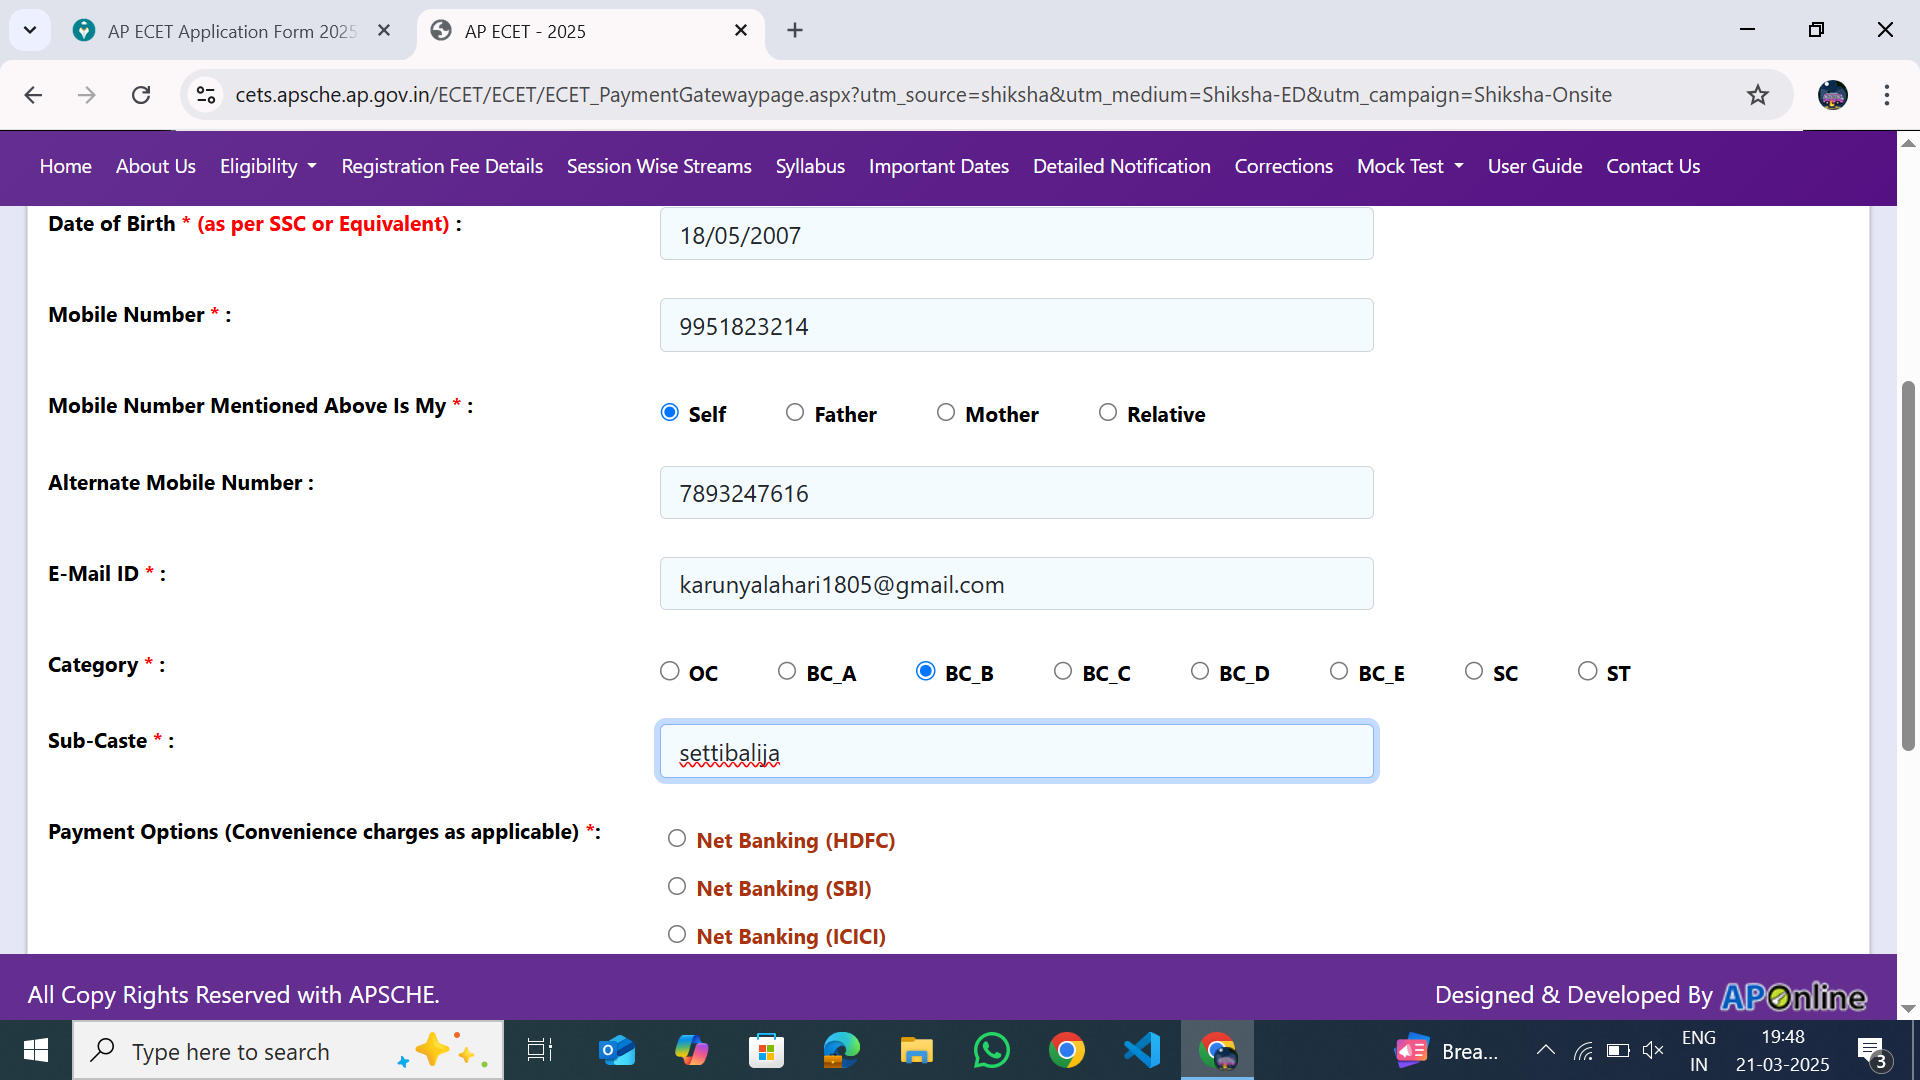 AP ECET Application Form 2025
AP ECET - 2025
cets.apsche.ap.gov.in/ECET/ECET/ECET_PaymentGatewaypage.aspx?utm_source=shiksha&utm_medium=Shiksha-ED&utm_campaign=Shiksha-Onsite
Home About Us Eligibility Registration Fee Details Session Wise Streams Syllabus Important Dates Detailed Notification Corrections Mock Test User Guide Contact Us
Date of Birth * (as per SSC or Equivalent) : 18/05/2007
Mobile Number * : 9951823214
Mobile Number Mentioned Above Is My * : Self Father Mother Relative
Alternate Mobile Number : 7893247616
E-Mail ID * : karunyalahari1805@gmail.com
Category * : OC BC_A BC_B BC_C BC_D BC_E SC ST
Sub-Caste * : settibalija
Payment Options (Convenience charges as applicable) *: Net Banking (HDFC)
Net Banking (SBI)
Net Banking (ICICI)
All Copy Rights Reserved with APSCHE. Designed & Developed By APOnline
Type here to search
Brea...
ENG
IN
19:48
21-03-2025
3